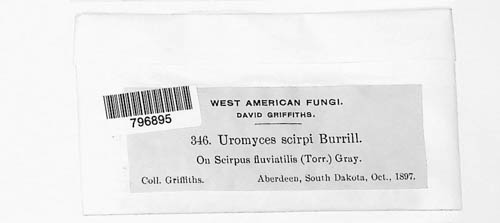 WEST AMERICAN FUNGI.
DAVID GRIFFITHS.
796895
346. Uromyces scirpi Burrill.
On Scirpus fluviatilis (Torr.) Gray.
Coll. Griffiths. Aberdeen, South Dakota, Oct., 1897.